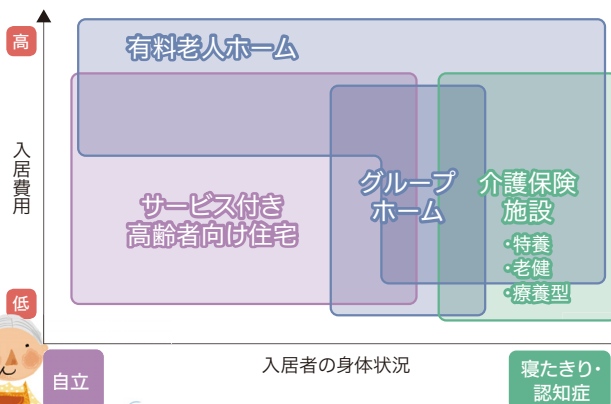 高
有料老人ホーム
入居費用
サービス付き
高齢者向け住宅
グループ
ホーム
介護保険
施設
・特養
・老健
・療養型
低
入居者の身体状況
自立
寝たきり・
認知症